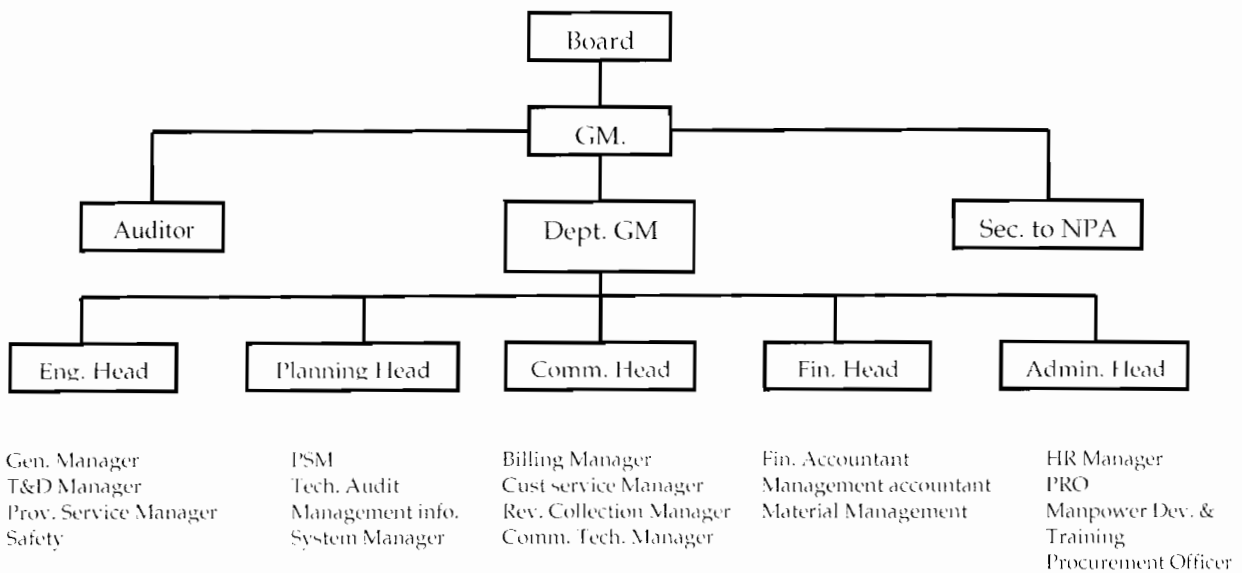 Board
GM.
Auditor
Dept. GM
Sec. to NPA
Eng. Head
Planning Head
Comm. Head
Fin. Head
Admin. Head
Gen. Manager
T&D Manager
Prov. Service Manager
Safety
PSM
Tech. Audit
Management info.
System Manager
Billing Manager
Cust service Manager
Rev. Collection Manager
Comm. Tech. Manager
Fin. Accountant
Management accountant
Material Management
HR Manager
PRO
Manpower Dev. &
Training
Procurement Officer